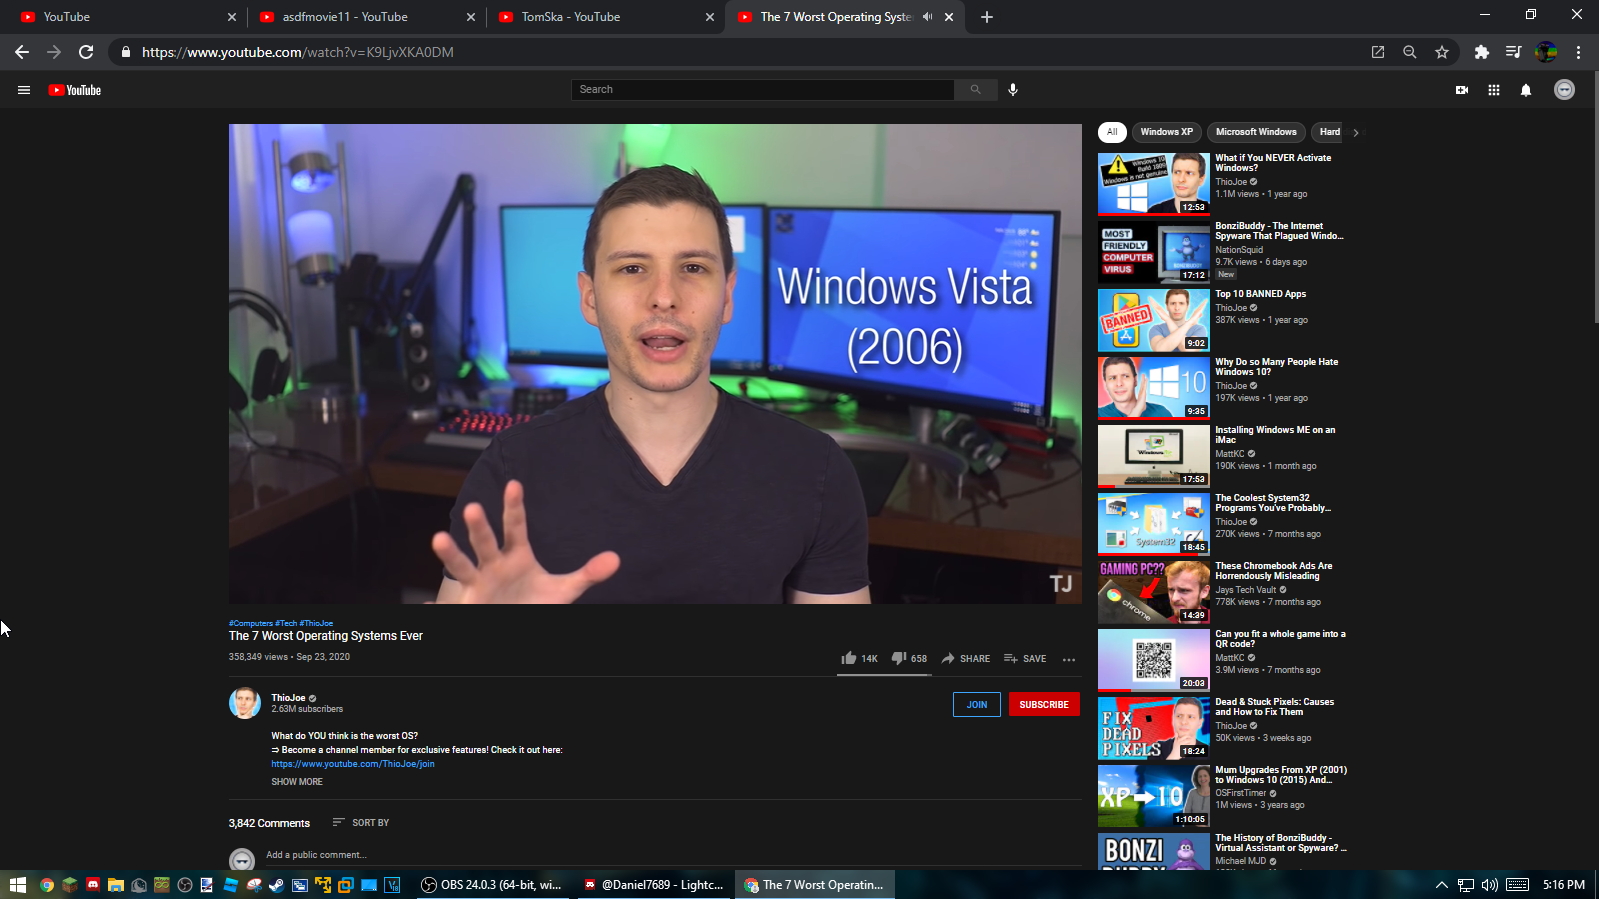 YouTube
asdfmovie11 - YouTube
TomSka - YouTube
The 7 Worst Operating Syste
https://www.youtube.com/watch?v=K9LjvXKA0DM
YouTube
Search
Windows Vista
(2006)
TJ
#Computers #Tech #ThioJoe
The 7 Worst Operating Systems Ever
358,349 views • Sep 23, 2020
14K
658
SHARE
SAVE
ThioJoe
2.63M subscribers
JOIN
SUBSCRIBE
What do YOU think is the worst OS?
⇒ Become a channel member for exclusive features! Check it out here:
https://www.youtube.com/ThioJoe/join
SHOW MORE
3,842 Comments
SORT BY
Add a public comment...
All
Windows XP
Microsoft Windows
Hard
Windows 10
Build 1809
Windows is not genuine
12:53
What if You NEVER Activate
Windows?
ThioJoe
1.1M views • 1 year ago
MOST
FRIENDLY
COMPUTER
VIRUS
17:12
BonziBuddy - The Internet
Spyware That Plagued Windo...
NationSquid
9.7K views • 6 days ago
New
BANNED
9:02
Top 10 BANNED Apps
ThioJoe
387K views • 1 year ago
10
9:35
Why Do so Many People Hate
Windows 10?
ThioJoe
197K views • 1 year ago
17:53
Installing Windows ME on an
iMac
MattKC
190K views • 1 month ago
System32
18:45
The Coolest System32
Programs You've Probably...
ThioJoe
270K views • 7 months ago
GAMING PC??
chrome
14:39
These Chromebook Ads Are
Horrendously Misleading
Jays Tech Vault
778K views • 7 months ago
20:03
Can you fit a whole game into a
QR code?
MattKC
3.9M views • 7 months ago
FIX
DEAD
PIXELS
18:24
Dead & Stuck Pixels: Causes
and How to Fix Them
ThioJoe
50K views • 3 weeks ago
XP
10
1:10:05
Mum Upgrades From XP (2001)
to Windows 10 (2015) And...
OSFirstTimer
1M views • 3 years ago
BONZI
The History of BonziBuddy -
Virtual Assistant or Spyware? ...
Michael MJD
OBS 24.0.3 (64-bit, wi...
@Daniel7689 - Lightc...
The 7 Worst Operatin...
5:16 PM